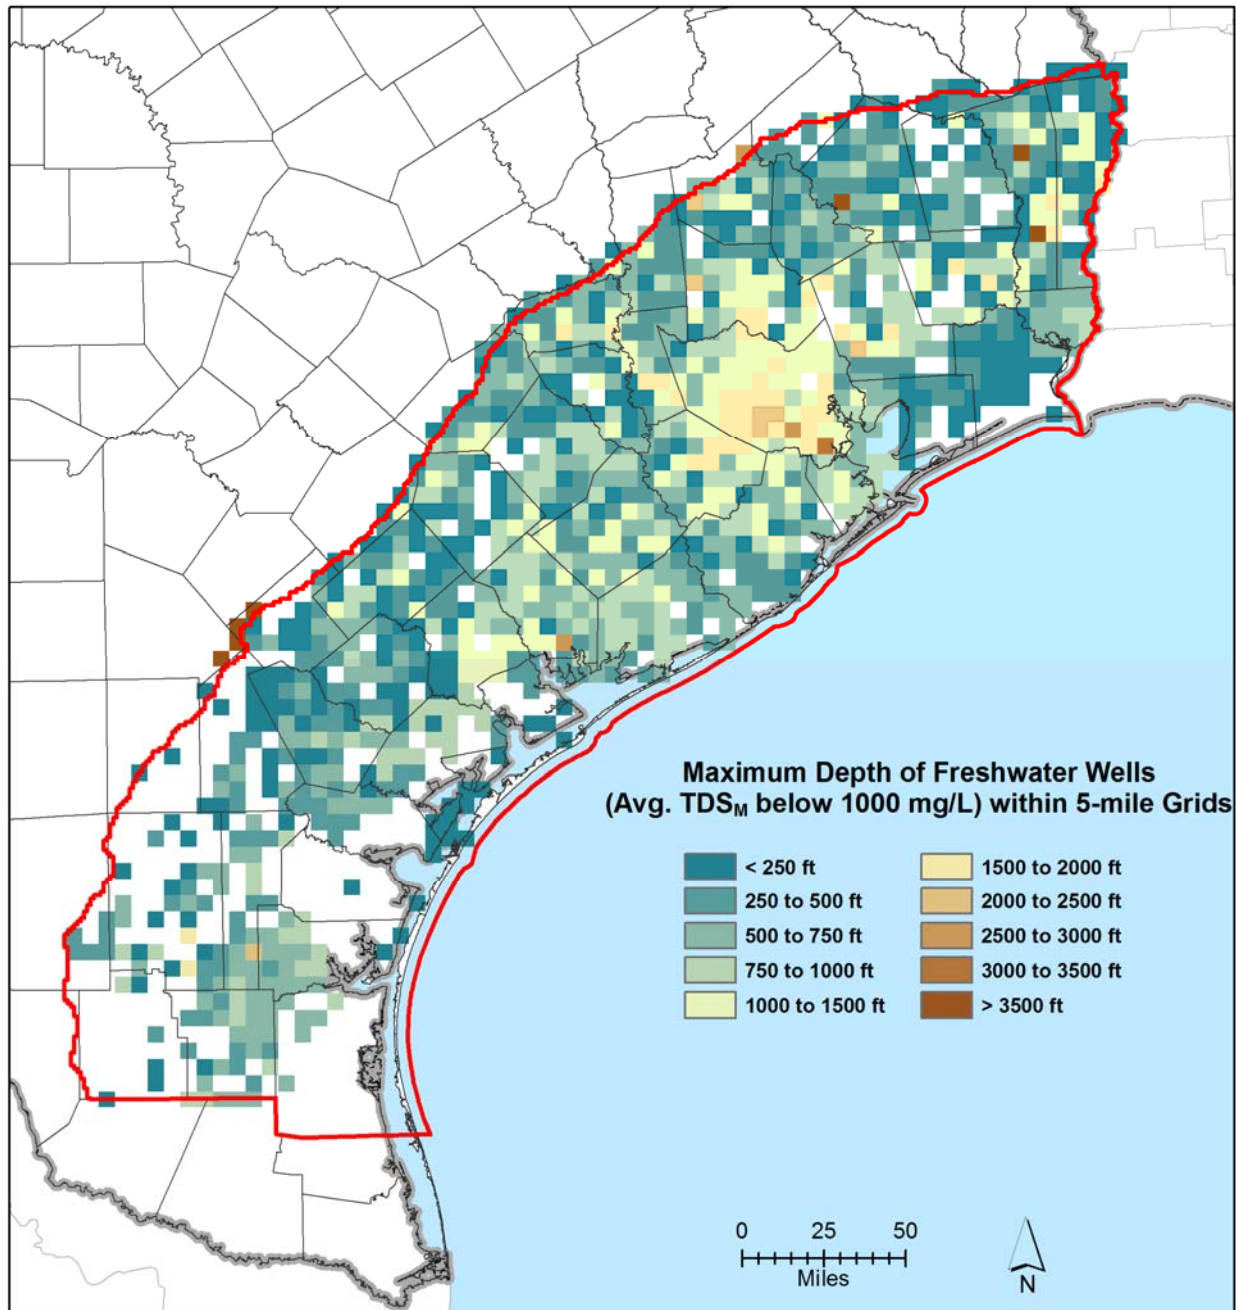 Maximum Depth of Freshwater Wells
(Avg. TDSM below 1000 mg/L) within 5-mile Grids
< 250 ft
250 to 500 ft
500 to 750 ft
750 to 1000 ft
1000 to 1500 ft
1500 to 2000 ft
2000 to 2500 ft
2500 to 3000 ft
3000 to 3500 ft
> 3500 ft
0 25 50
Miles
N